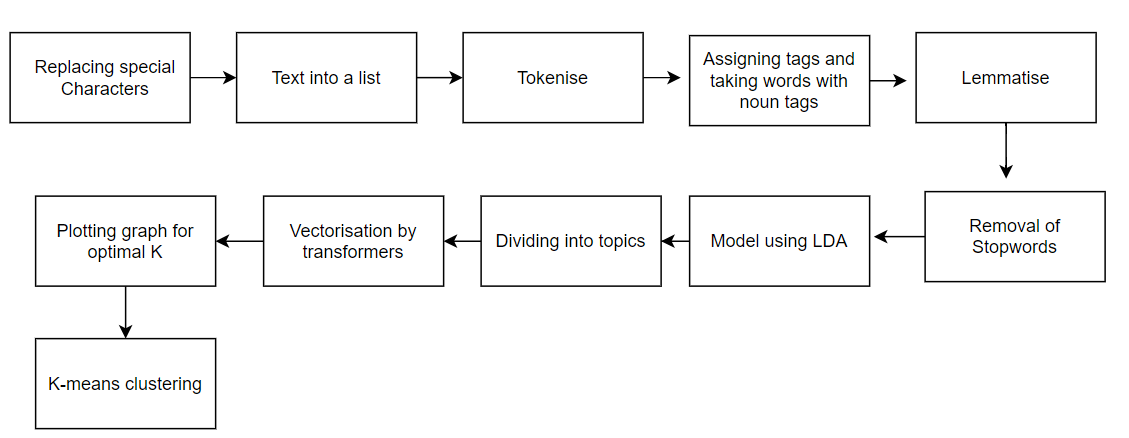 Replacing special
Characters
Text into a list
Tokenise
Assigning tags and
taking words with
noun tags
Lemmatise
Removal of
Stopwords
Model using LDA
Dividing into topics
Vectorisation by
transformers
Plotting graph for
optimal K
K-means clustering